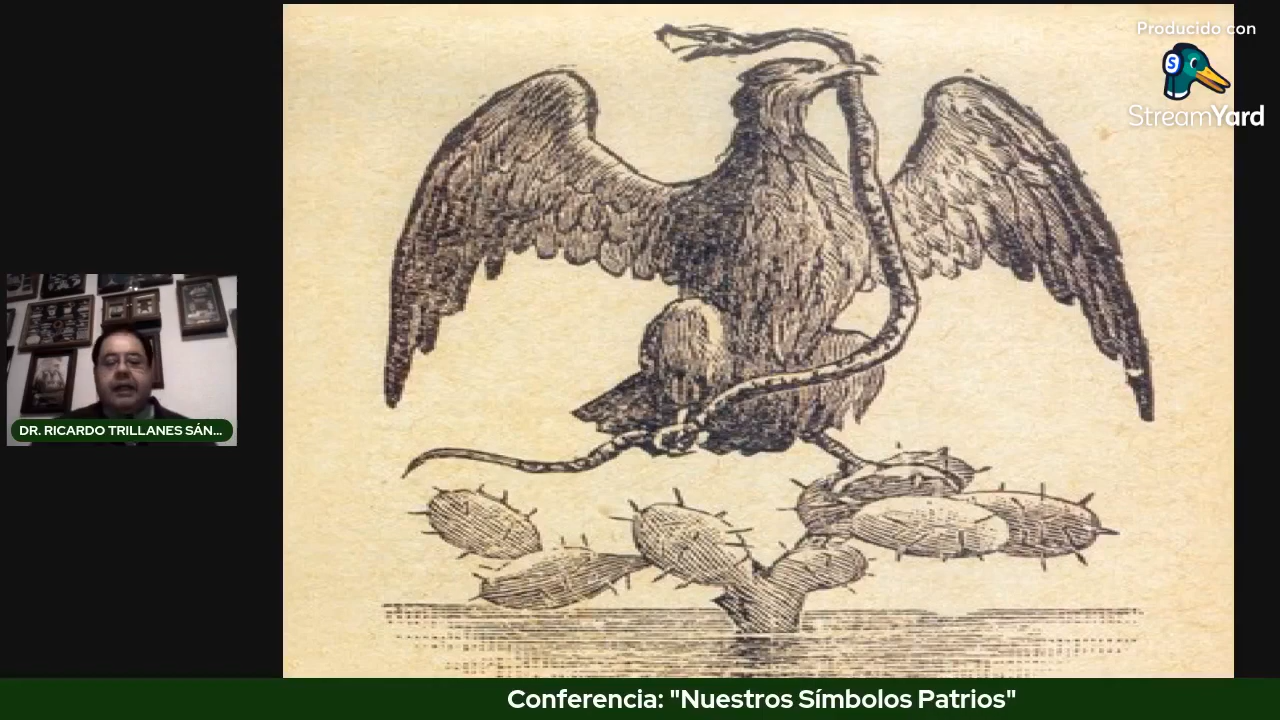 Producido con
S
StreamYard
DR. RICARDO TRILLANES SÁN...
Conferencia: "Nuestros Símbolos Patrios"